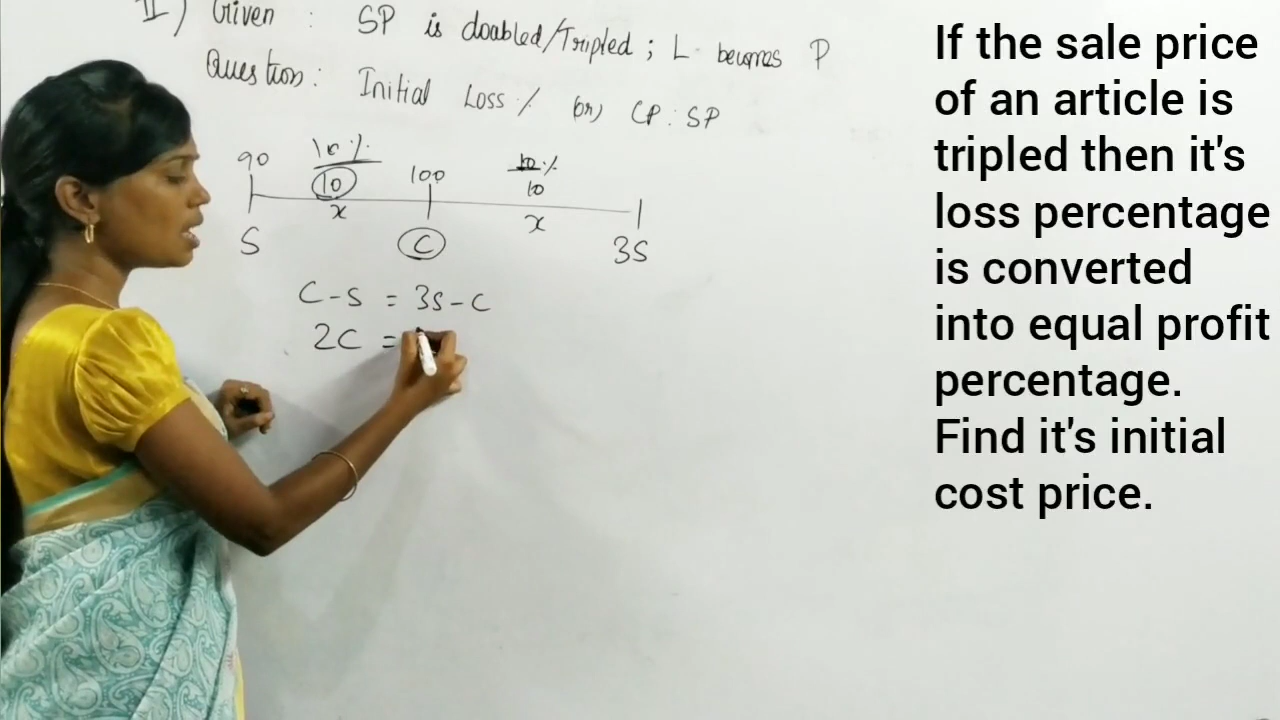 II) Given : SP is doubled/Tripled ; L becomes P
Question : Initial Loss % (or) CP : SP
90 10% 10 100 10% 10
x x
S C 3S
C - S = 3S - C
2C =
If the sale price
of an article is
tripled then it's
loss percentage
is converted
into equal profit
percentage.
Find it's initial
cost price.